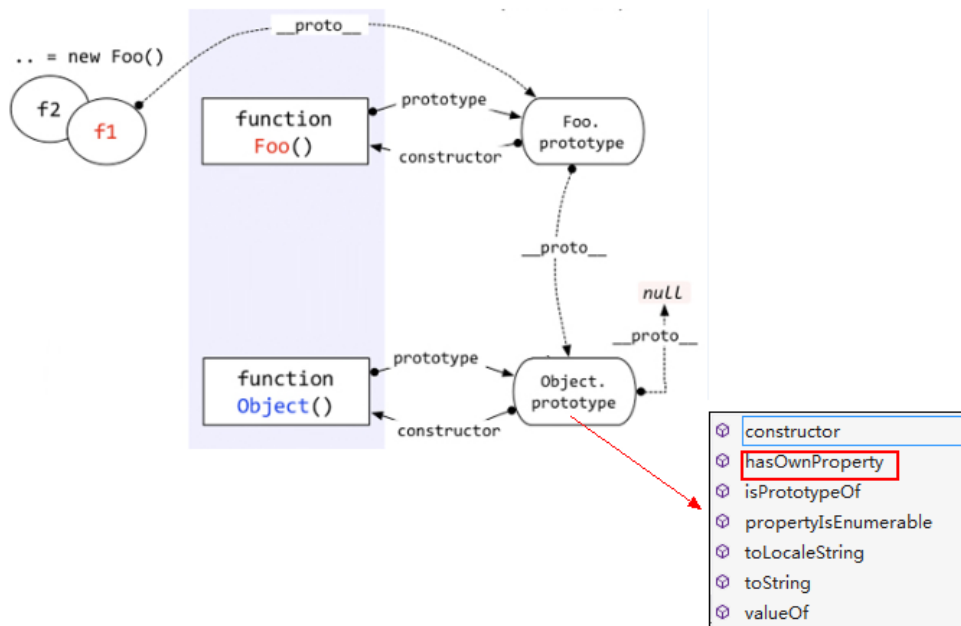 __proto__
.. = new Foo()
f2
f1
function
Foo()
prototype
constructor
Foo.
prototype
__proto__
null
__proto__
function
Object()
prototype
constructor
Object.
prototype
constructor
hasOwnProperty
isPrototypeOf
propertyIsEnumerable
toLocaleString
toString
valueOf